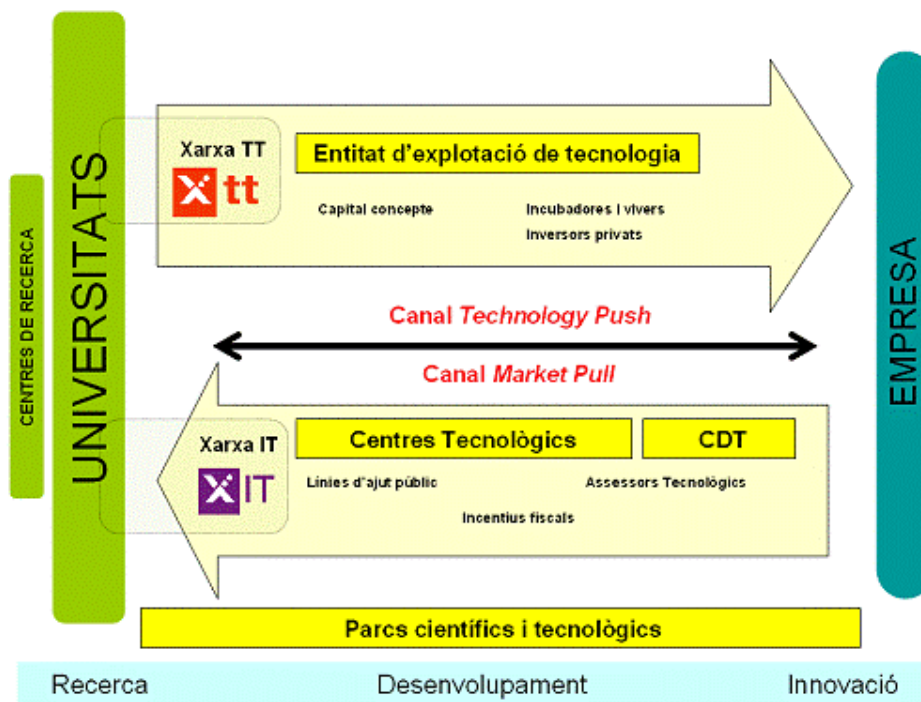 CENTRES DE RECERCA
UNIVERSITATS
Xarxa TT
X tt
Entitat d'explotació de tecnologia
Capital concepte
Incubadores i vivers
Inversors privats
Canal Technology Push
Canal Market Pull
Xarxa IT
X IT
Centres Tecnològics
CDT
Línies d'ajut públic
Assessors Tecnològics
Incentius fiscals
EMPRESA
Parcs científics i tecnològics
Recerca
Desenvolupament
Innovació